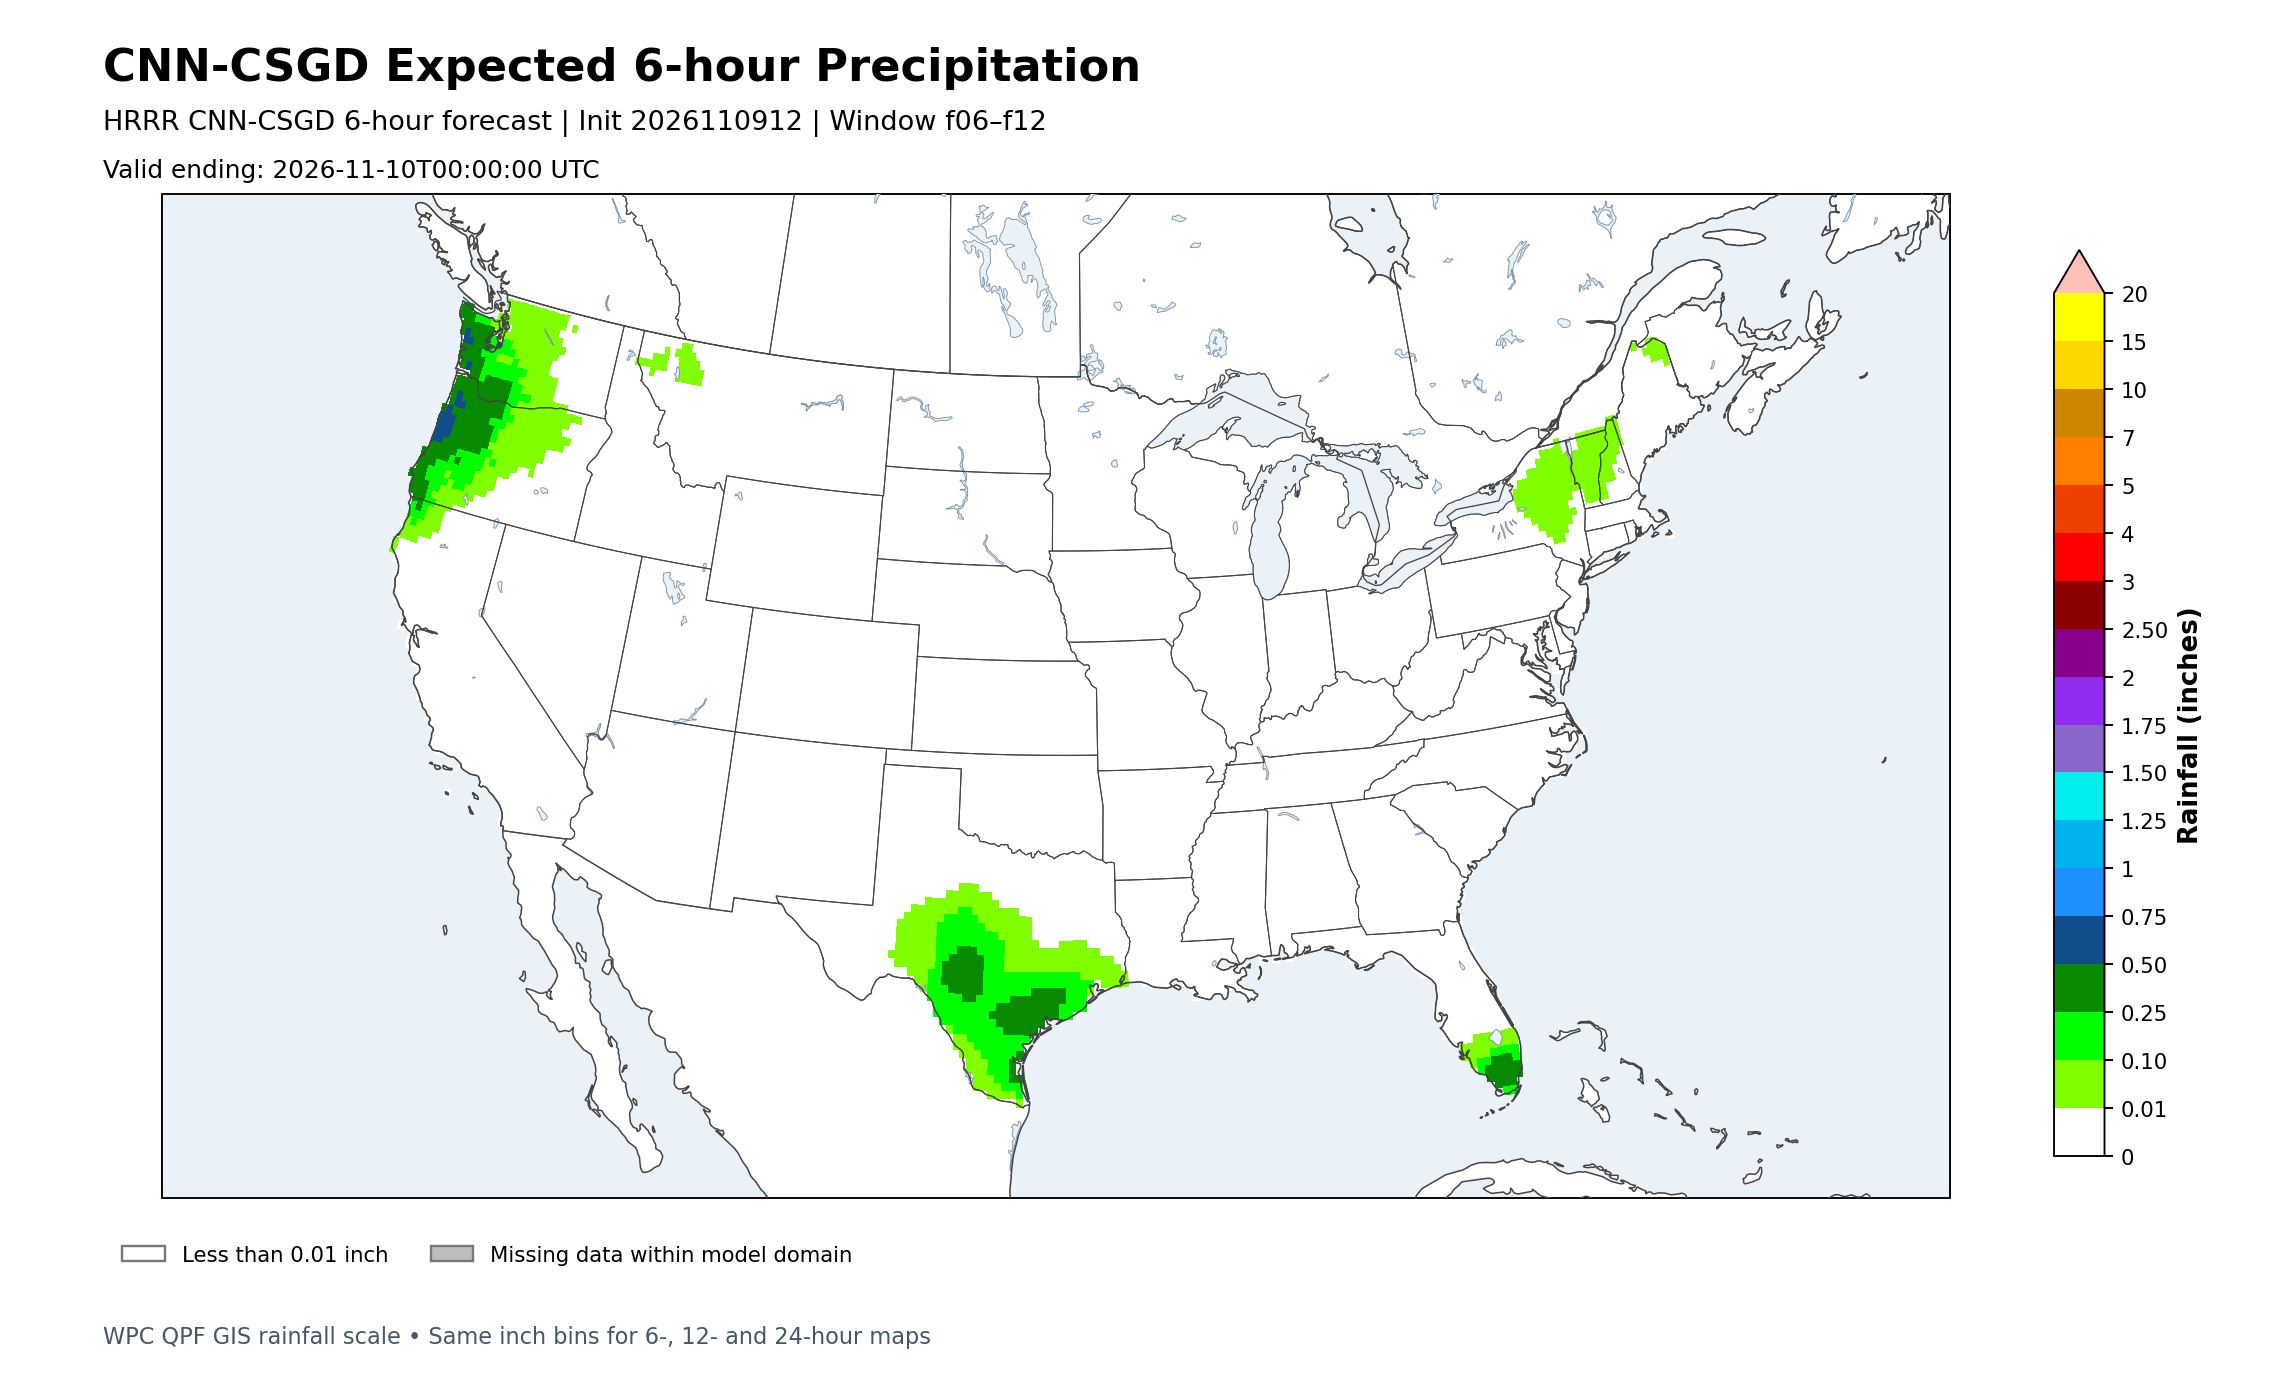 CNN-CSGD Expected 6-hour Precipitation
HRRR CNN-CSGD 6-hour forecast | Init 2026110912 | Window f06–f12
Valid ending: 2026-11-10T00:00:00 UTC
20
15
10
7
5
4
3
2.50
2
1.75
1.50
1.25
1
0.75
0.50
0.25
0.10
0.01
0
Rainfall (inches)
Less than 0.01 inch
Missing data within model domain
WPC QPF GIS rainfall scale • Same inch bins for 6-, 12- and 24-hour maps